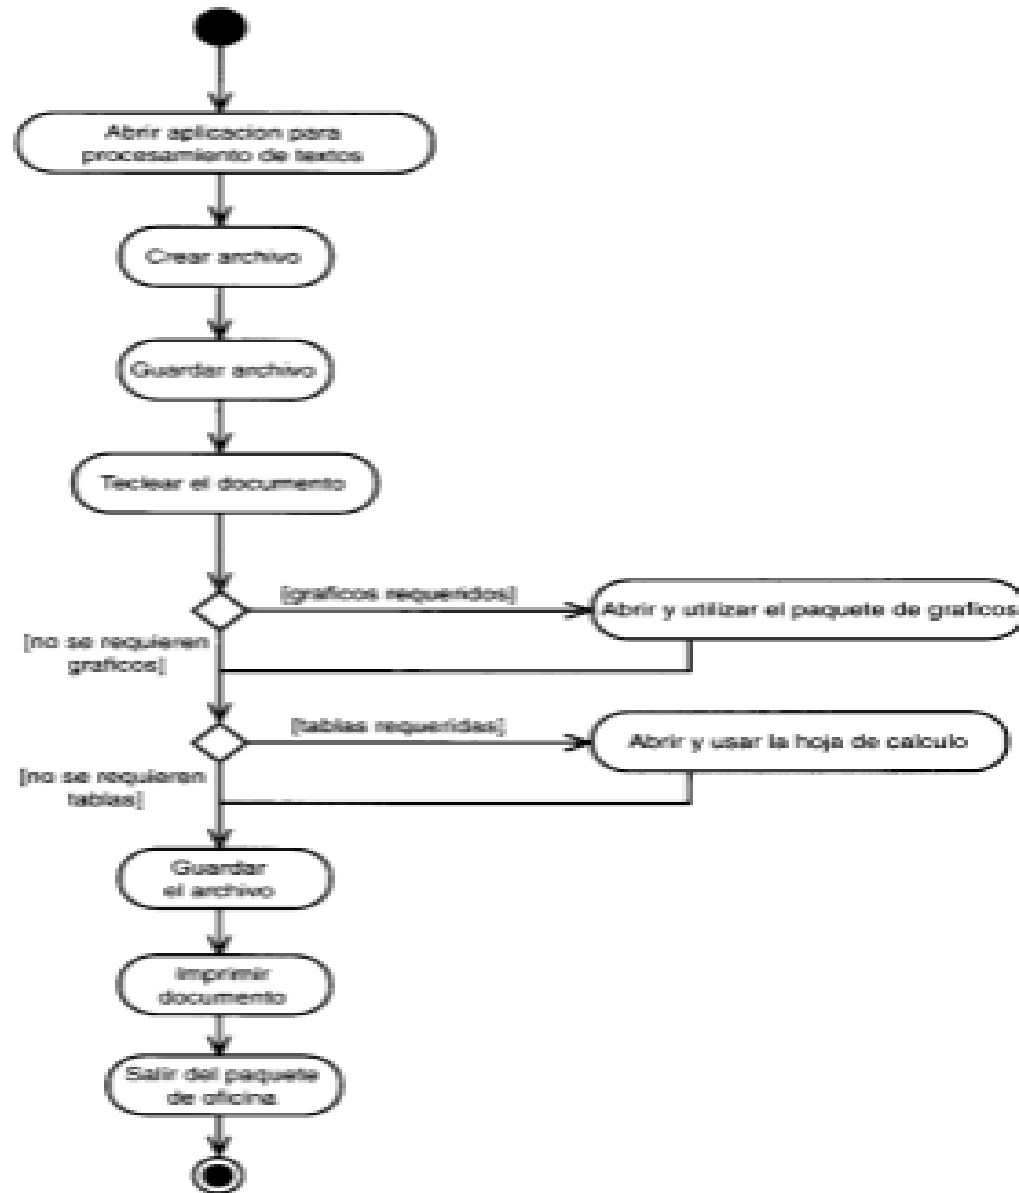 Abrir aplicacion para
procesamiento de textos
Crear archivo
Guardar archivo
Teclear el documento
[graficos requeridos]
Abrir y utilizar el paquete de graficos
[no se requieren
graficos]
[tablas requeridas]
Abrir y usar la hoja de calculo
[no se requieren
tablas]
Guardar
el archivo
Imprimir
documento
Salir del paquete
de oficina